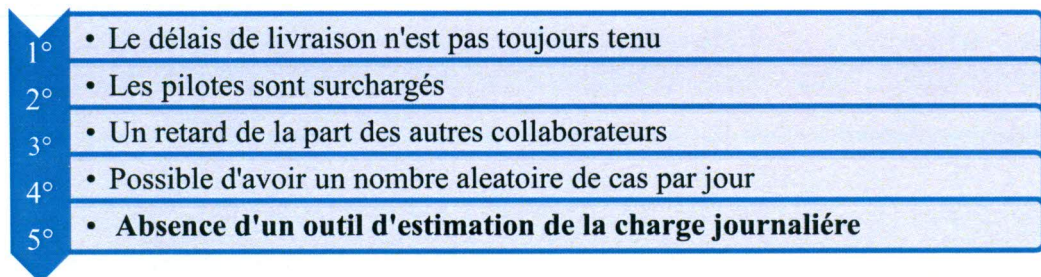 1° • Le délais de livraison n'est pas toujours tenu
2° • Les pilotes sont surchargés
3° • Un retard de la part des autres collaborateurs
4° • Possible d'avoir un nombre aleatoire de cas par jour
5° • Absence d'un outil d'estimation de la charge journaliére